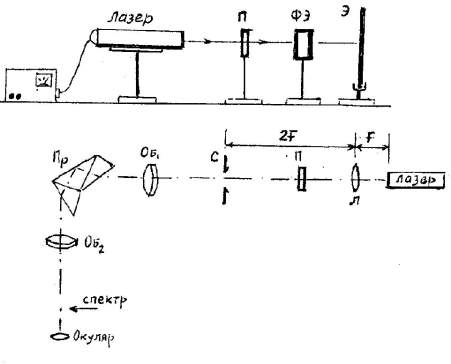 Лазер
П
ФЭ
Э
Пр
Об₁
С
2F
F
П
Л
Лазер
Об₂
спектр
Окуляр